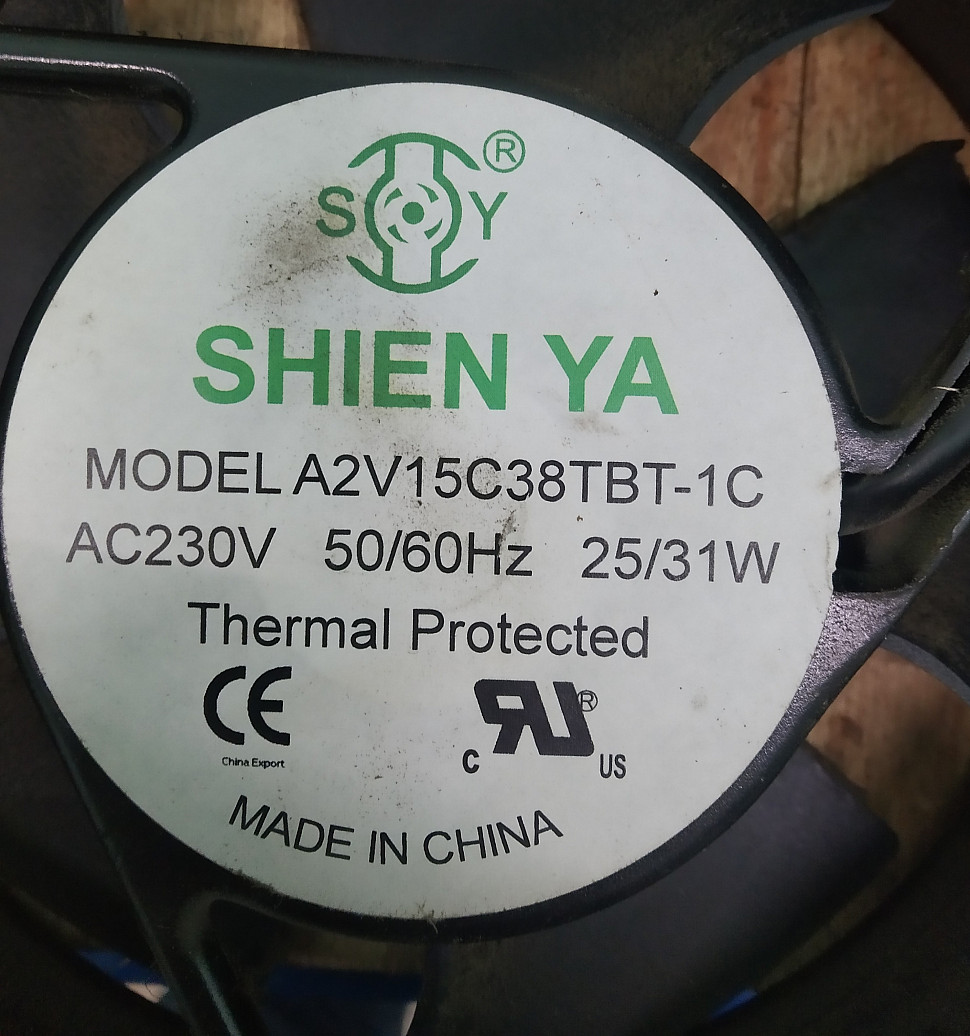 S Y ®
SHIEN YA
MODEL A2V15C38TBT-1C
AC230V 50/60Hz 25/31W
Thermal Protected
CE
China Export
c RU ® US
MADE IN CHINA